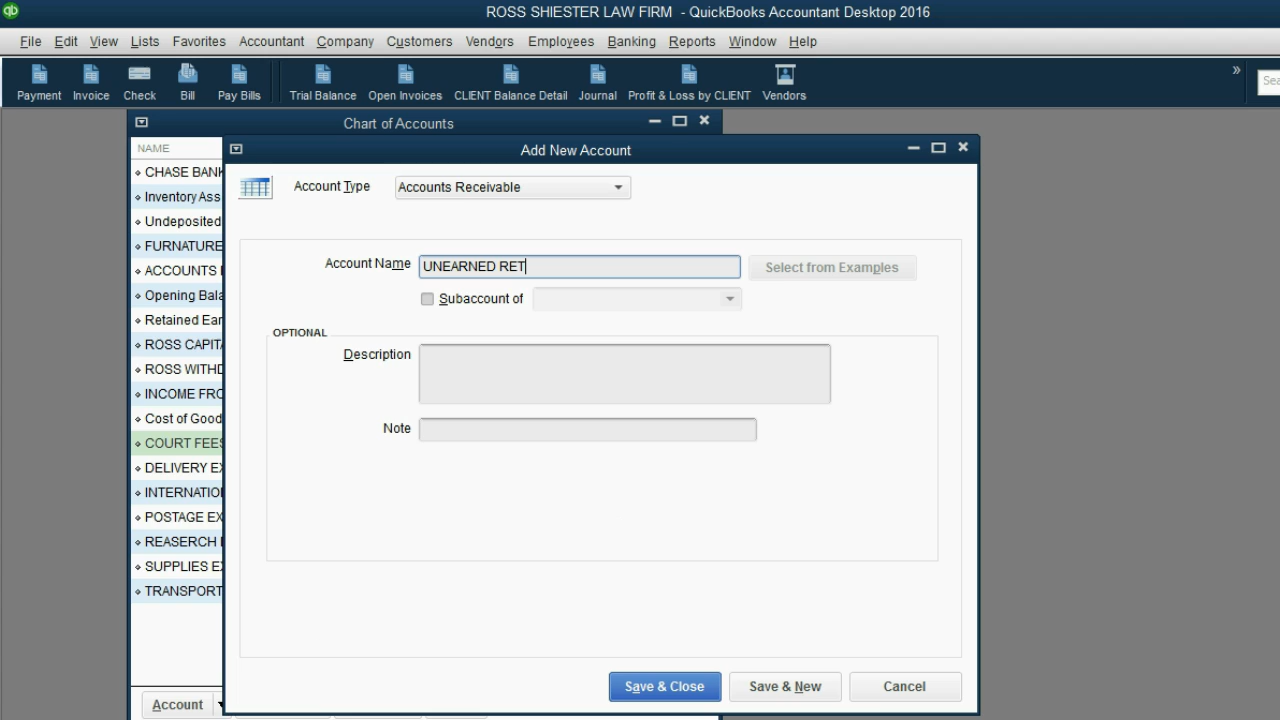 qb
ROSS SHIESTER LAW FIRM - QuickBooks Accountant Desktop 2016
File Edit View Lists Favorites Accountant Company Customers Vendors Employees Banking Reports Window Help
Payment Invoice Check Bill Pay Bills Trial Balance Open Invoices CLIENT Balance Detail Journal Profit & Loss by CLIENT Vendors » Sea
Chart of Accounts
NAME
Add New Account
CHASE BANK
Account Type Accounts Receivable
Inventory Ass
Undeposited
FURNATURE
Account Name UNEARNED RET Select from Examples
ACCOUNTS
Opening Bala
Subaccount of
Retained Ear
OPTIONAL
ROSS CAPITA
Description
ROSS WITHD
INCOME FRO
Cost of Good
Note
COURT FEES
DELIVERY EX
INTERNATION
POSTAGE EX
REASERCH
SUPPLIES EX
TRANSPORT
Save & Close Save & New Cancel
Account